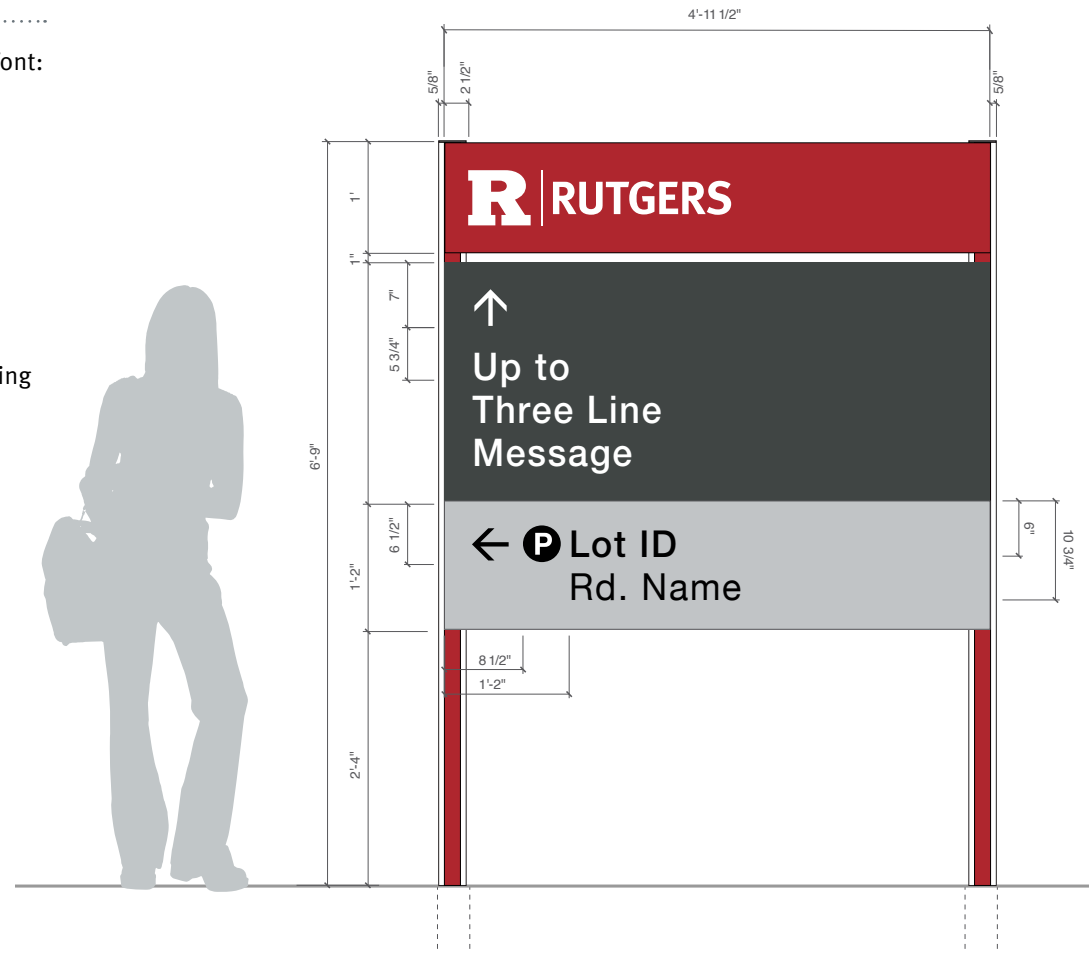 4'-11 1/2"
ont:
5/8"
2 1/2"
5/8"
1'
R RUTGERS
1"
7"
5 3/4"
ing
Up to
Three Line
Message
6'-9"
6 1/2"
1'-2"
P Lot ID
Rd. Name
6"
10 3/4"
8 1/2"
1'-2"
2'-4"